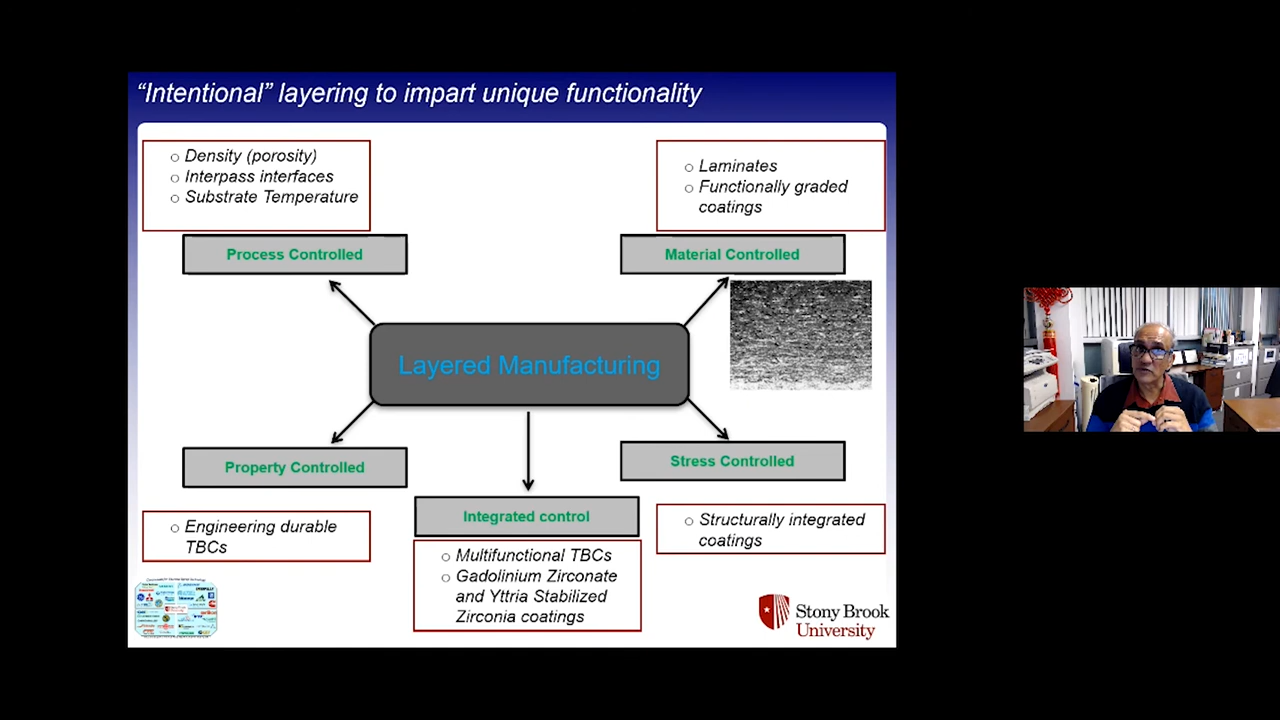 “Intentional” layering to impart unique functionality
Density (porosity)
Interpass interfaces
Substrate Temperature
Process Controlled
Laminates
Functionally graded
coatings
Material Controlled
Layered Manufacturing
Property Controlled
Engineering durable
TBCs
Integrated control
Multifunctional TBCs
Gadolinium Zirconate
and Yttria Stabilized
Zirconia coatings
Stress Controlled
Structurally integrated
coatings
Stony Brook
University